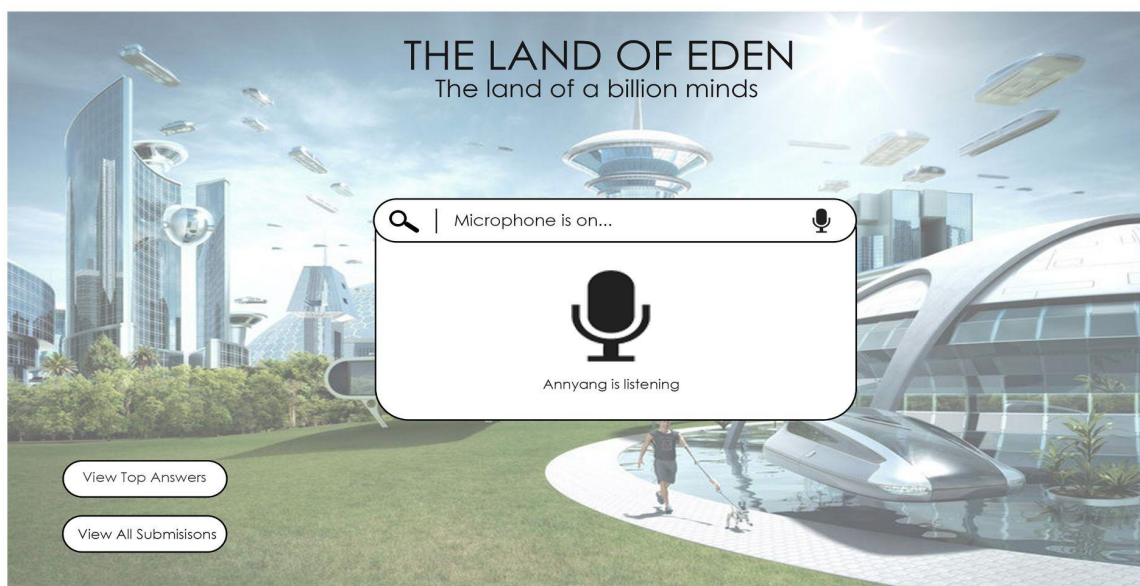 THE LAND OF EDEN
The land of a billion minds
Microphone is on...
Annyang is listening
View Top Answers
View All Submisisons